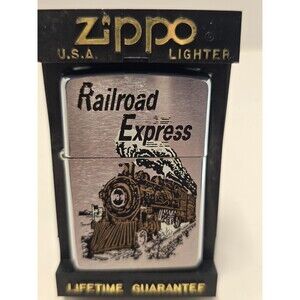 Zippo
U.S.A. LIGHTER
Railroad
Express
LIFETIME GUARANTEE